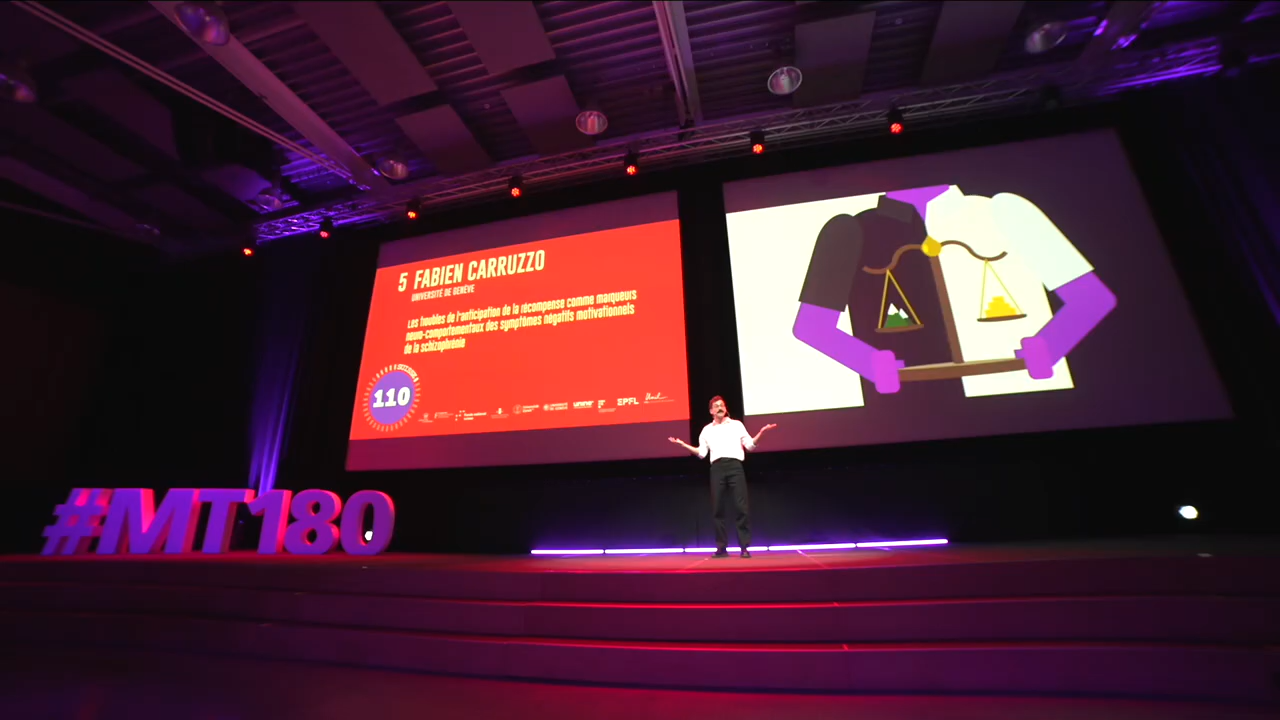 5 FABIEN CARRUZZO
UNIVERSITÉ DE GENÈVE
Les troubles de l'anticipation de la récompense comme marqueurs
neuro-comportementaux des symptômes négatifs motivationnels
de la schizophrénie
110
EPFL
#MT180